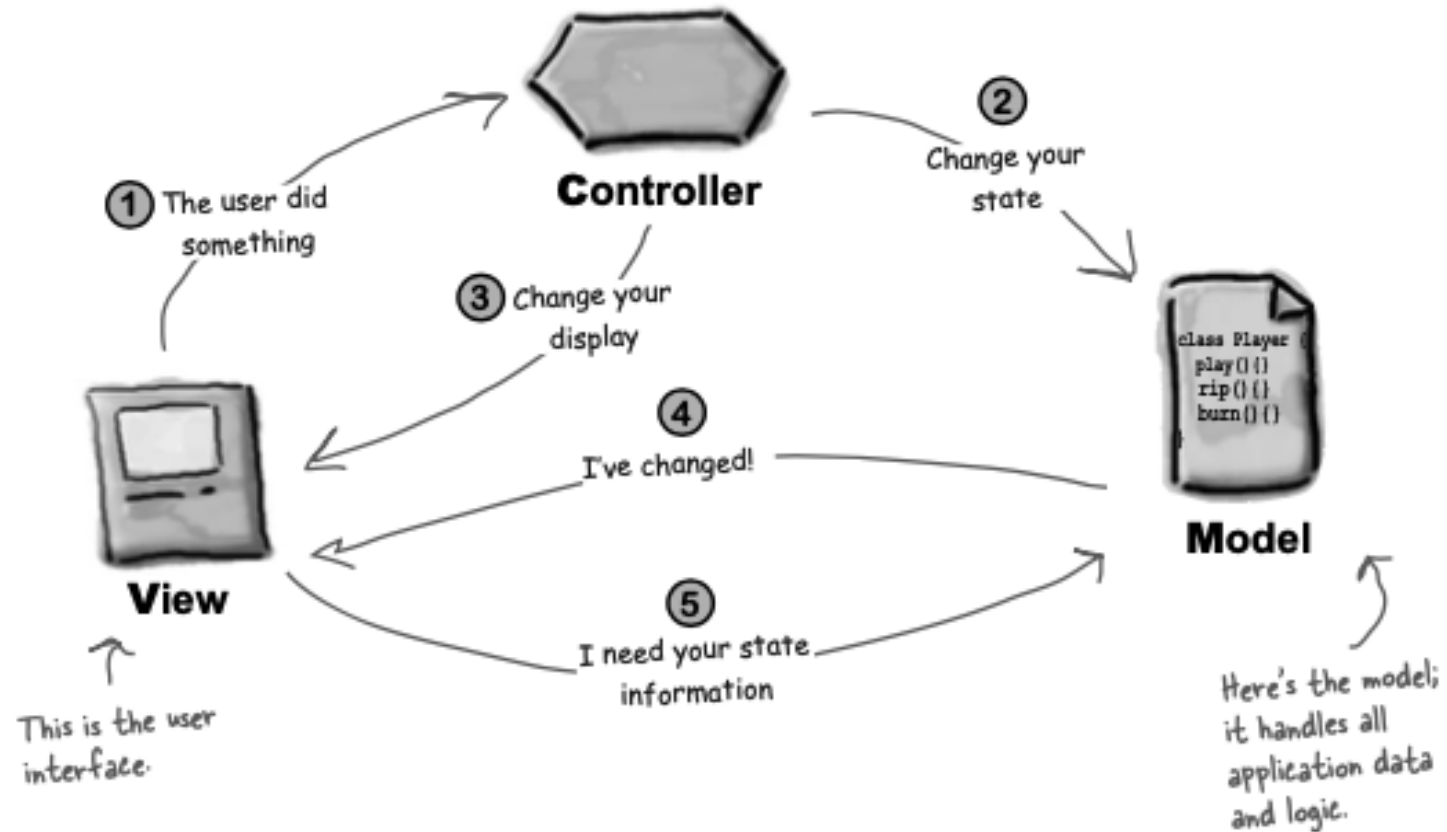 Controller
1
The user did
something
2
Change your
state
3
Change your
display
class Player {
play(){}
rip(){}
burn(){}
}
4
I've changed!
Model
View
5
I need your state
information
This is the user
interface.
Here's the model;
it handles all
application data
and logic.